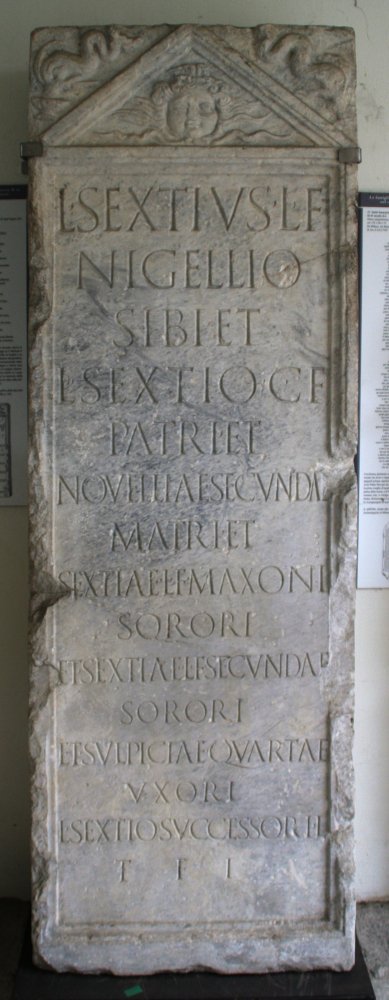 L·SEXTIVS·L·F
NIGELLIO
SIBI ET
L·SEXTIO·C·F
PATRI ET
NOVELLIAE·SECVNDAE
MATRI ET
SEXTIAE·L·F·MAXONI
SORORI
ET·SEXTIAE·L·F·SECVNDAE
SORORI
ET·SVLPICIAE·QVARTAE
VXORI
L·SEXTIO·SVCCESSORI·L
T F I